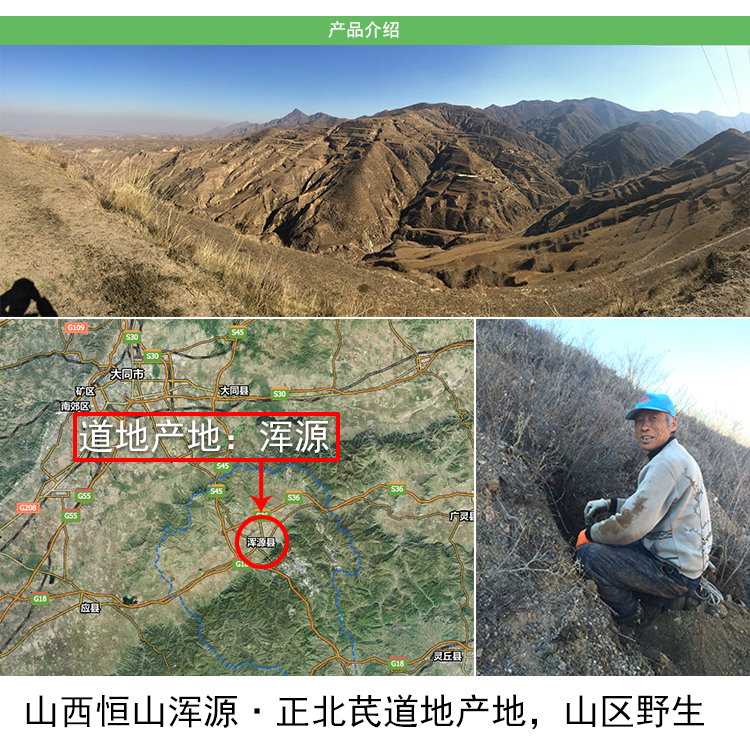 产品介绍
G109
S30
S45
S30
大同市
矿区
大同县
S30
南郊区
道地产地：浑源
S45
S45
S36
S36
G55
G208
G55
广灵县
浑源县
G18
G18
应县
灵丘县
G18
山西恒山浑源·正北芪道地产地，山区野生